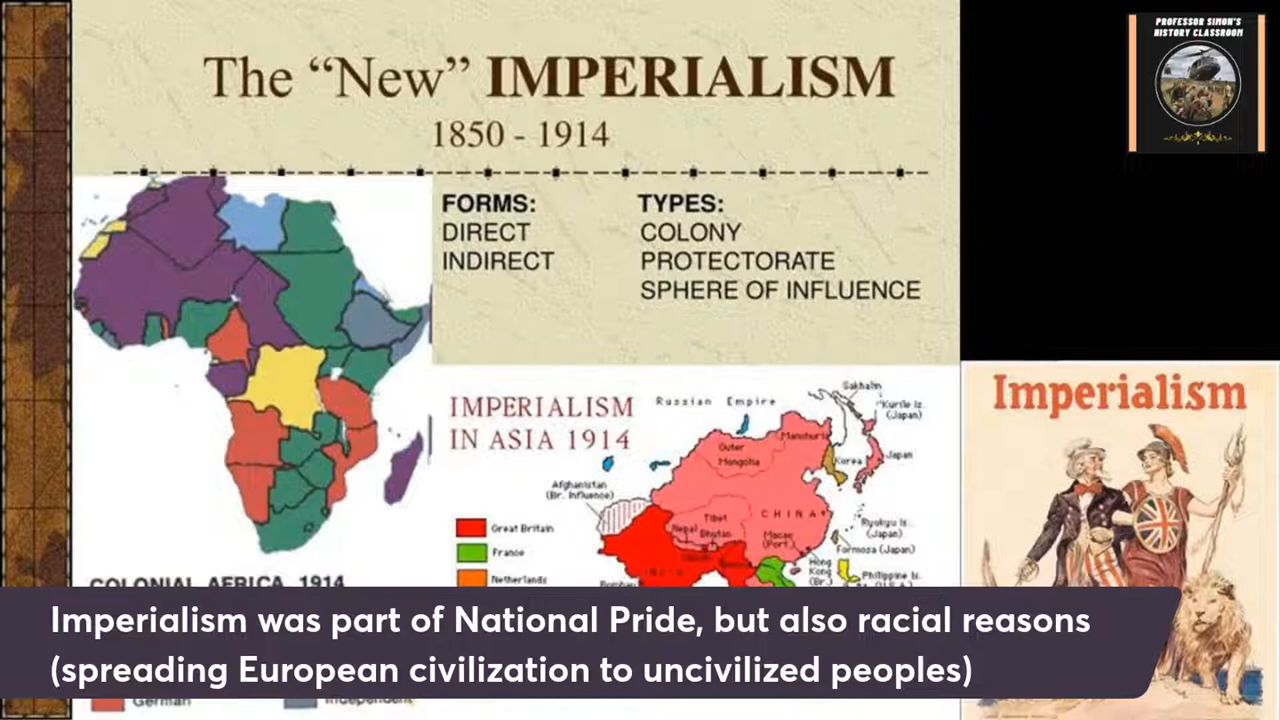 PROFESSOR SIMON'S
HISTORY CLASSROOM
The “New” IMPERIALISM
1850 - 1914
FORMS:
DIRECT
INDIRECT
TYPES:
COLONY
PROTECTORATE
SPHERE OF INFLUENCE
IMPERIALISM
IN ASIA 1914
Russian Empire
Sakhalin
Kurile Is.
(Japan)
Outer
Mongolia
Manchuria
Korea
Japan
Afghanistan
(Br. Influence)
CHINA
Tibet
Nepal
Bhutan
Macao
(Port.)
Ryukyu Is.
(Japan)
Formosa (Japan)
Hong
Kong
(Br.)
Philippine Is.
INDIA
Bombay
Great Britain
France
Netherlands
Imperialism
COLONIAL AFRICA 1914
Imperialism was part of National Pride, but also racial reasons
(spreading European civilization to uncivilized peoples)
German
Independent